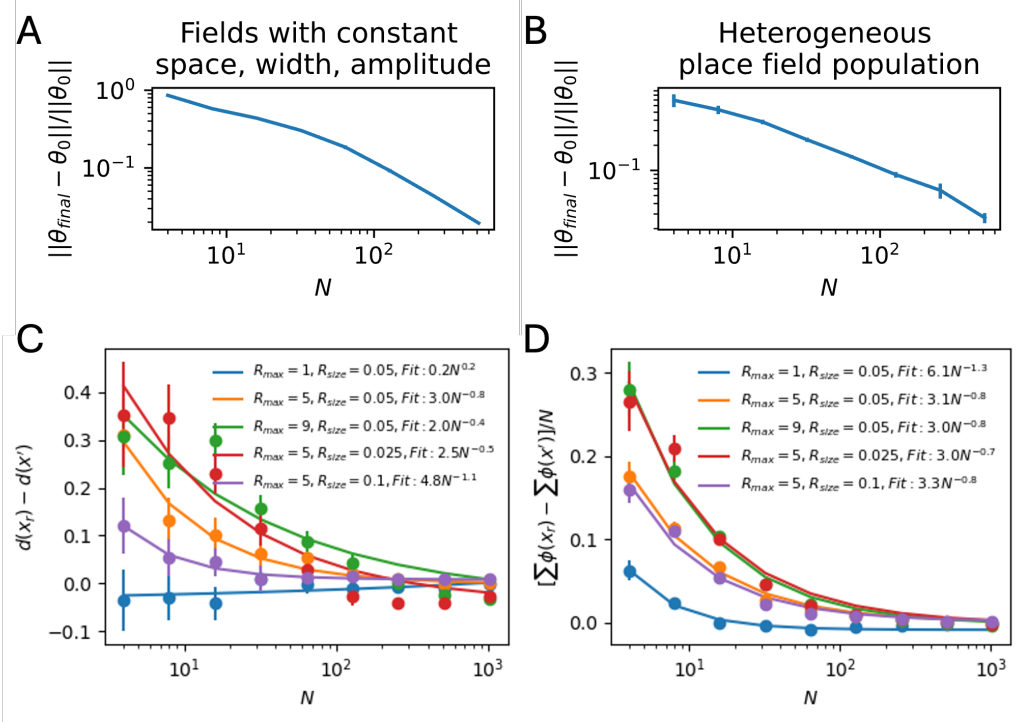 A
Fields with constant
space, width, amplitude
||θ_final − θ_0||/||θ_0||
10^0
10^-1
10^1
10^2
N
B
Heterogeneous
place field population
||θ_final − θ_0||/||θ_0||
10^-1
10^1
10^2
N
C
d(x_r) − d(x')
0.4
0.3
0.2
0.1
0.0
−0.1
R_max = 1, R_size = 0.05, Fit : 0.2N^0.2
R_max = 5, R_size = 0.05, Fit : 3.0N^−0.8
R_max = 9, R_size = 0.05, Fit : 2.0N^−0.4
R_max = 5, R_size = 0.025, Fit : 2.5N^−0.5
R_max = 5, R_size = 0.1, Fit : 4.8N^−1.1
10^1
10^2
10^3
N
D
[∑ϕ(x_r) − ∑ϕ(x')]/N
0.3
0.2
0.1
0.0
R_max = 1, R_size = 0.05, Fit : 6.1N^−1.3
R_max = 5, R_size = 0.05, Fit : 3.1N^−0.8
R_max = 9, R_size = 0.05, Fit : 3.0N^−0.8
R_max = 5, R_size = 0.025, Fit : 3.0N^−0.7
R_max = 5, R_size = 0.1, Fit : 3.3N^−0.8
10^1
10^2
10^3
N